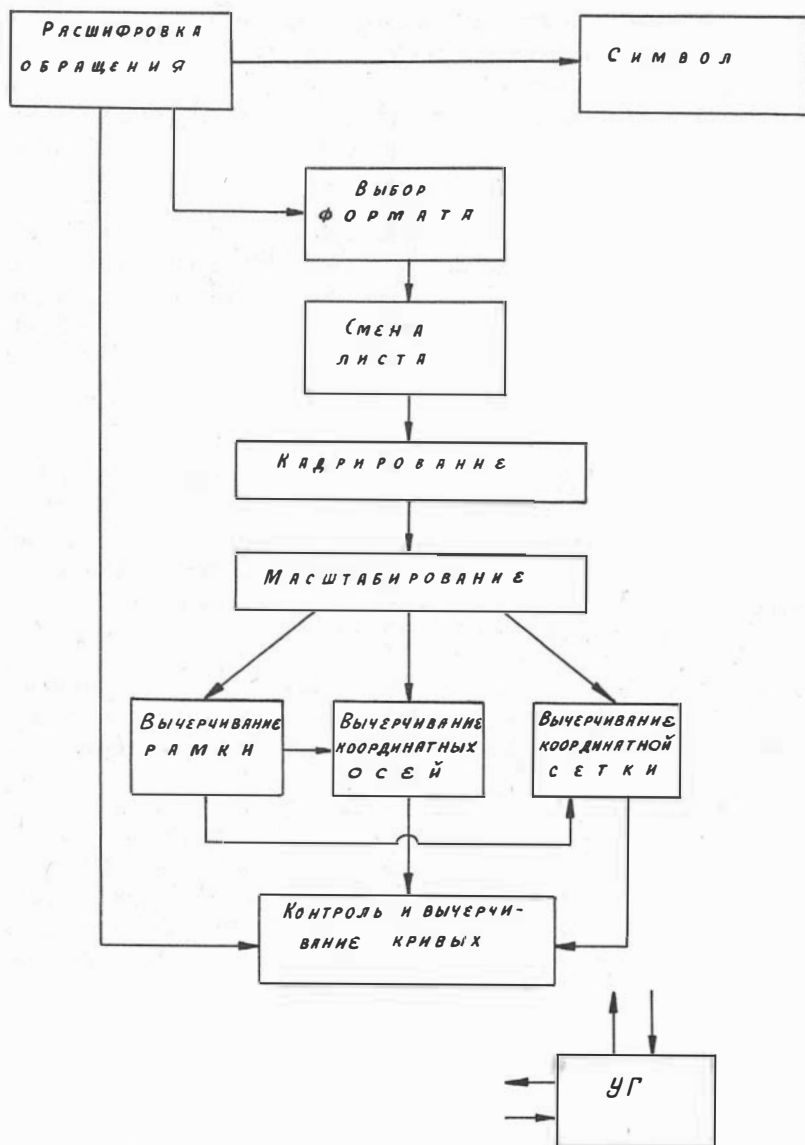 Расшифровка
обращения
Символ
Выбор
формата
Смена
листа
Кадрирование
Масштабирование
Вычерчивание
рамки
Вычерчивание
координатных
осей
Вычерчивание
координатной
сетки
Контроль и вычерчи-
вание кривых
УГ